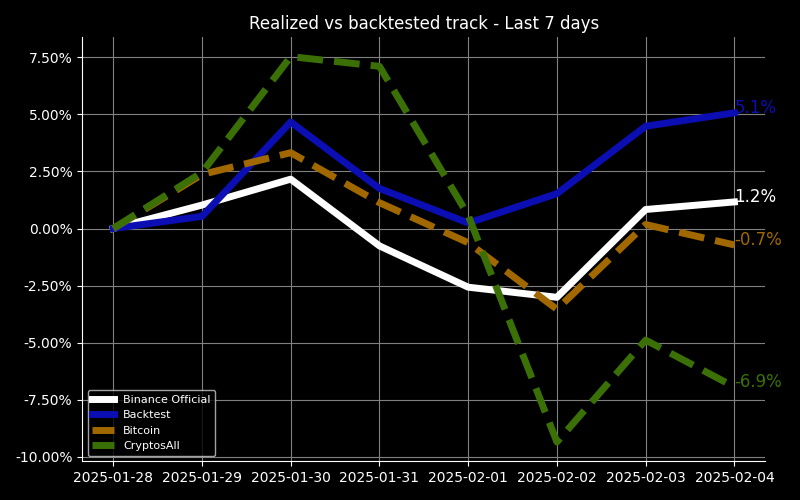 Realized vs backtested track - Last 7 days
7.50%
5.00%
2.50%
0.00%
-2.50%
-5.00%
-7.50%
-10.00%
5.1%
1.2%
-0.7%
-6.9%
Binance Official
Backtest
Bitcoin
CryptosAll
2025-01-28 2025-01-29 2025-01-30 2025-01-31 2025-02-01 2025-02-02 2025-02-03 2025-02-04